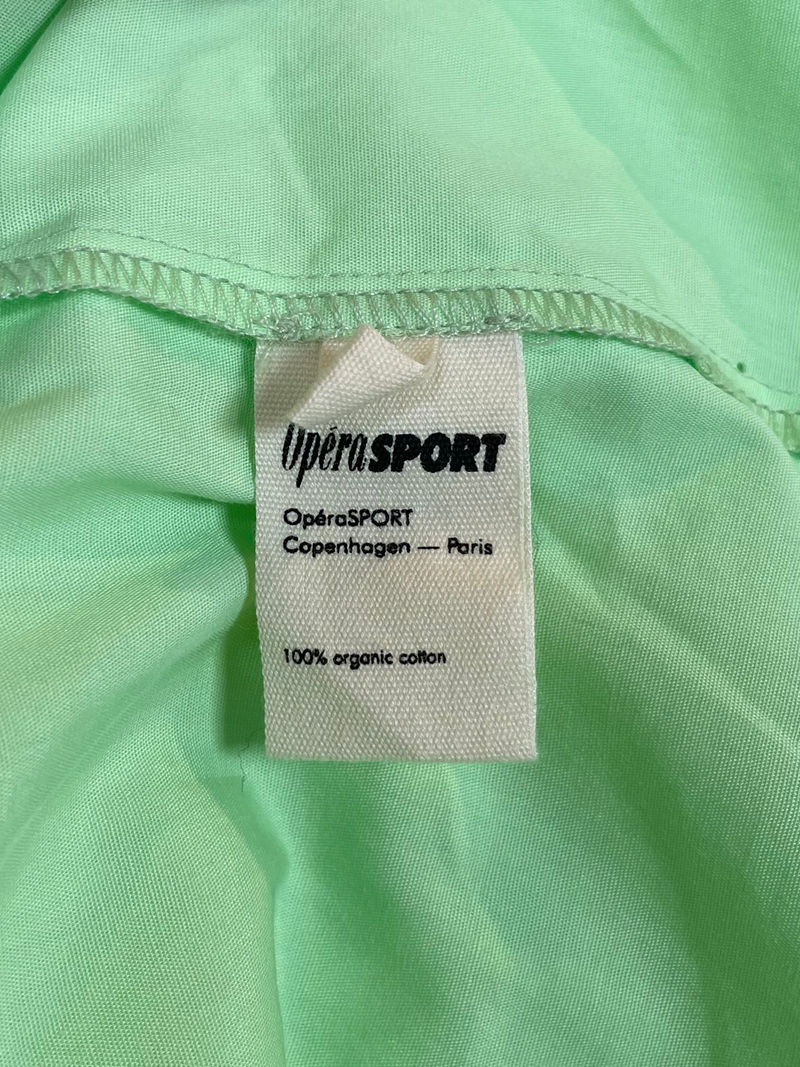 OpéraSPORT
OpéraSPORT
Copenhagen — Paris
100% organic cotton